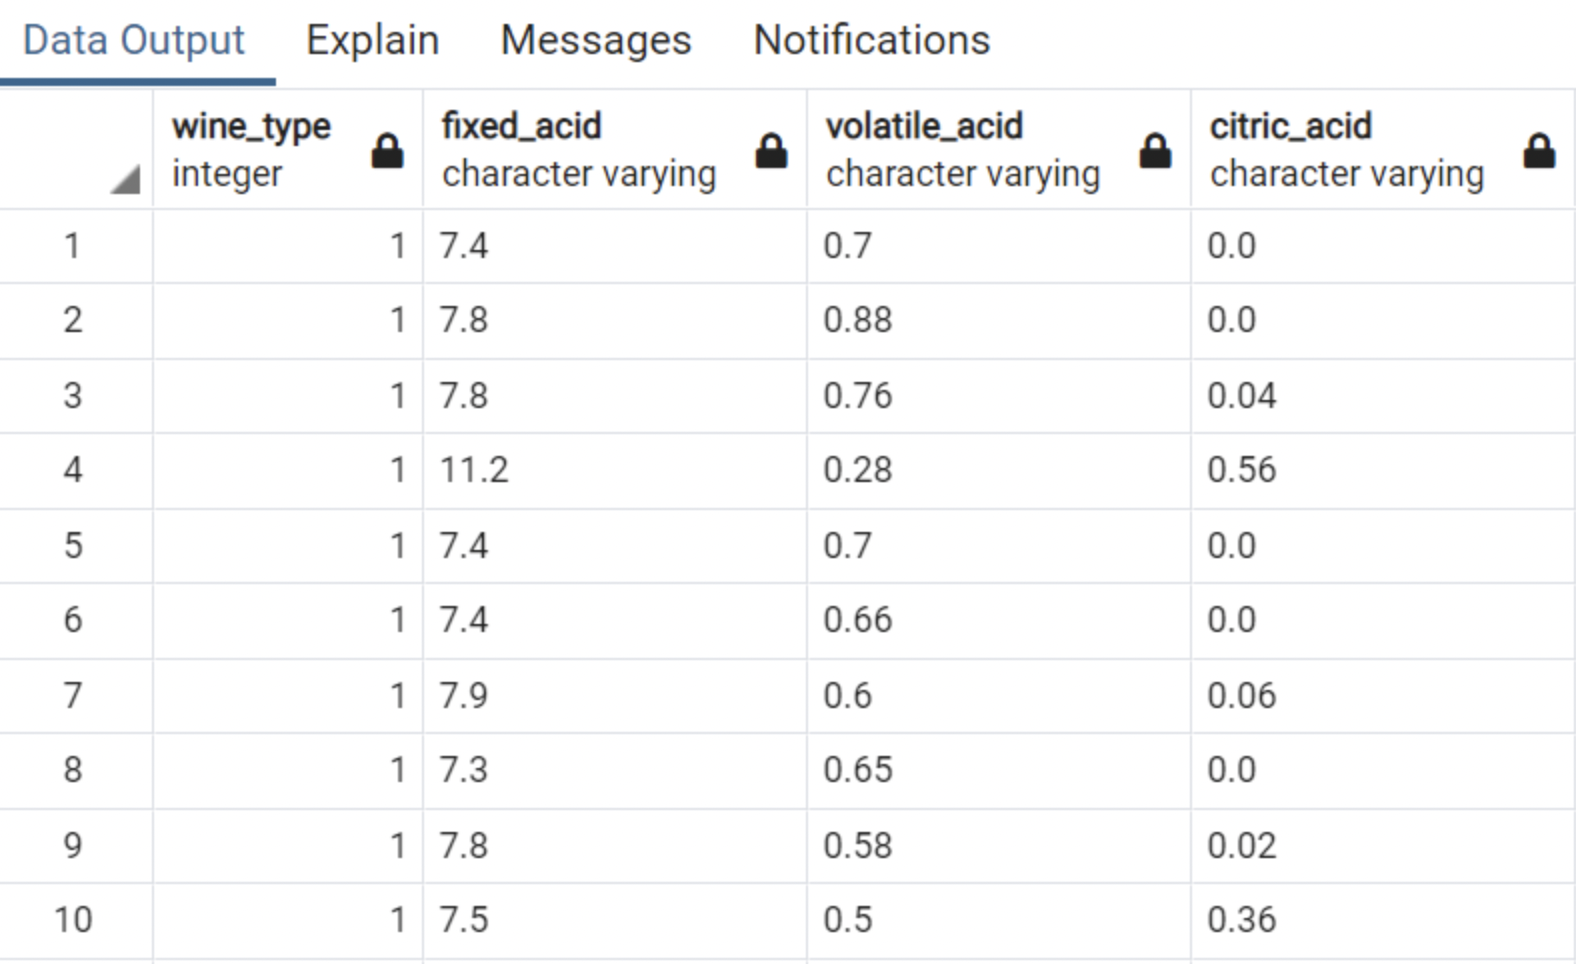 Data Output Explain Messages Notifications
wine_type fixed_acid volatile_acid citric_acid
integer character varying character varying character varying
1 1 7.4 0.7 0.0
2 1 7.8 0.88 0.0
3 1 7.8 0.76 0.04
4 1 11.2 0.28 0.56
5 1 7.4 0.7 0.0
6 1 7.4 0.66 0.0
7 1 7.9 0.6 0.06
8 1 7.3 0.65 0.0
9 1 7.8 0.58 0.02
10 1 7.5 0.5 0.36